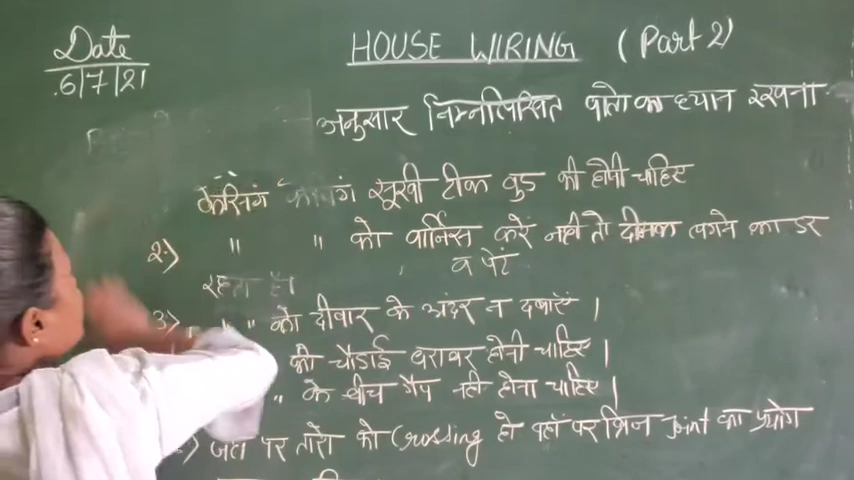 Date
6/7/21
HOUSE WIRING (Part 2)
अनुसार निम्नलिखित बातो का ध्यान रखना
केसिंग कैपिंग सूखी टीक वुड की होनी चाहिए
2.) " " को वार्निस करें नही तो दीमक लगने का डर
व पेंट
रहता है।
3) " को दीवार के अंदर न दबाएं ।
की चौडाई बराबर होनी चाहिए ।
" के बीच गैप नही होना चाहिए ।
) जहा पर तारो को Crossing हो वहाँ पर ब्रिज Joint का प्रयोग